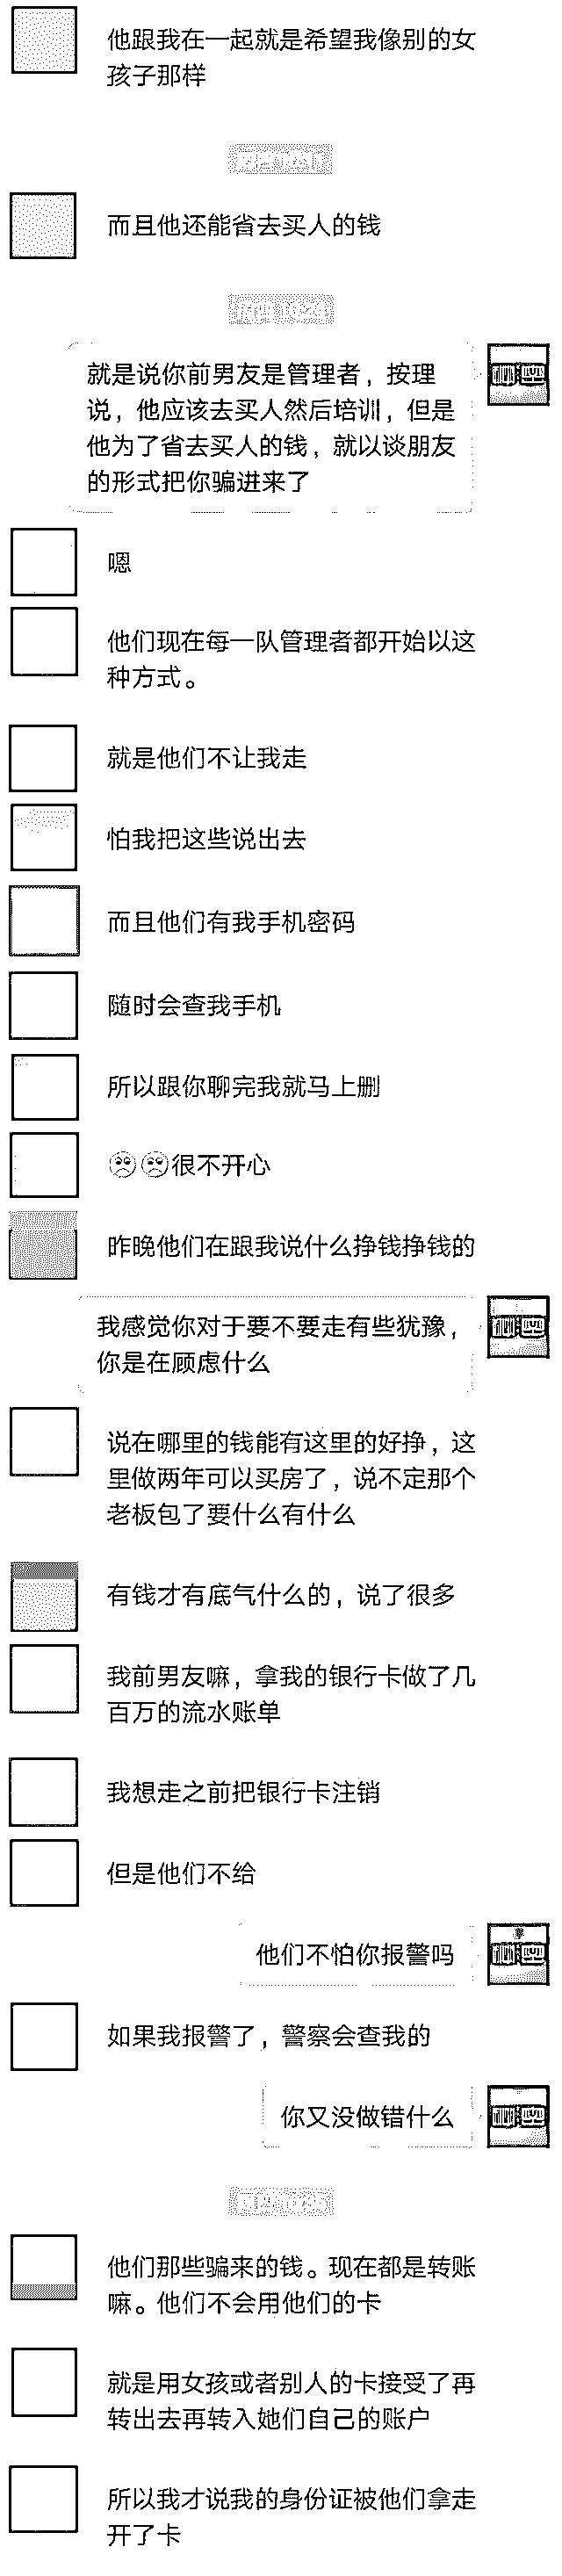 他跟我在一起就是希望我像别的女
孩子那样
而且他还能省去买人的钱
就是说你前男友是管理者，按理
说，他应该去买人然后培训，但是
他为了省去买人的钱，就以谈朋友
的形式把你骗进来了
嗯
他们现在每一队管理者都开始以这
种方式。
就是他们不让我走
怕我把这些说出去
而且他们有我手机密码
随时会查我手机
所以跟你聊完我就马上删
很不开心
昨晚他们在跟我说什么挣钱挣钱的
我感觉你对于要不要走有些犹豫，
你是在顾虑什么
说在哪里的钱能有这里的好挣，这
里做两年可以买房了，说不定那个
老板包了要什么有什么
有钱才有底气什么的，说了很多
我前男友嘛，拿我的银行卡做了几
百万的流水账单
我想走之前把银行卡注销
但是他们不给
他们不怕你报警吗
如果我报警了，警察会查我的
你又没做错什么
他们那些骗来的钱。现在都是转账
嘛。他们不会用他们的卡
就是用女孩或者别人的卡接受了再
转出去再转入她们自己的账户
所以我才说我的身份证被他们拿走
开了卡